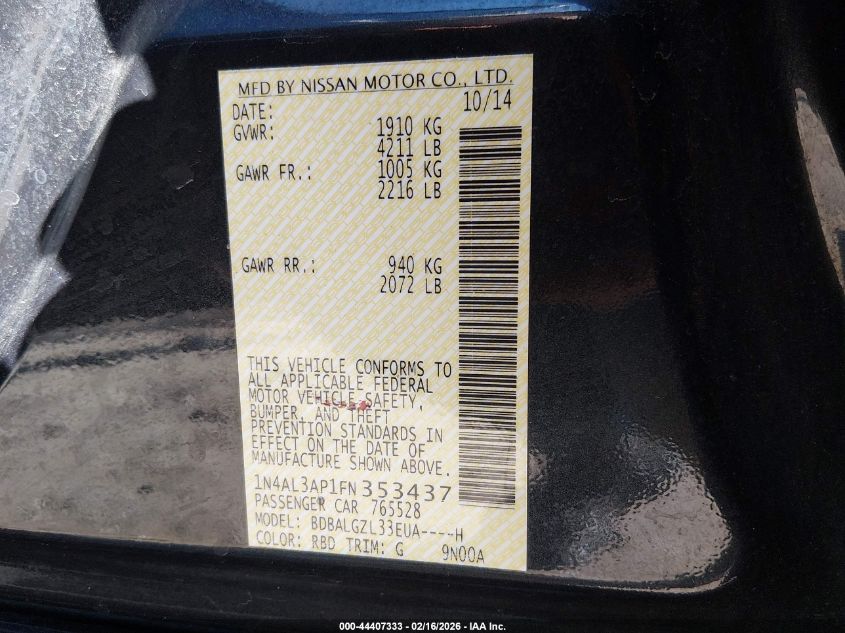 MFD BY NISSAN MOTOR CO., LTD.
DATE: 10/14
GVWR: 1910 KG
4211 LB
GAWR FR.: 1005 KG
2216 LB
GAWR RR.: 940 KG
2072 LB
THIS VEHICLE CONFORMS TO
ALL APPLICABLE FEDERAL
MOTOR VEHICLE SAFETY,
BUMPER, AND THEFT
PREVENTION STANDARDS IN
EFFECT ON THE DATE OF
MANUFACTURE SHOWN ABOVE.
1N4AL3AP1FN353437
PASSENGER CAR 765528
MODEL: BDBALGZL33EUA----H
COLOR: RBD TRIM: G 9N00A
000-44407333 - 02/16/2026 - IAA Inc.